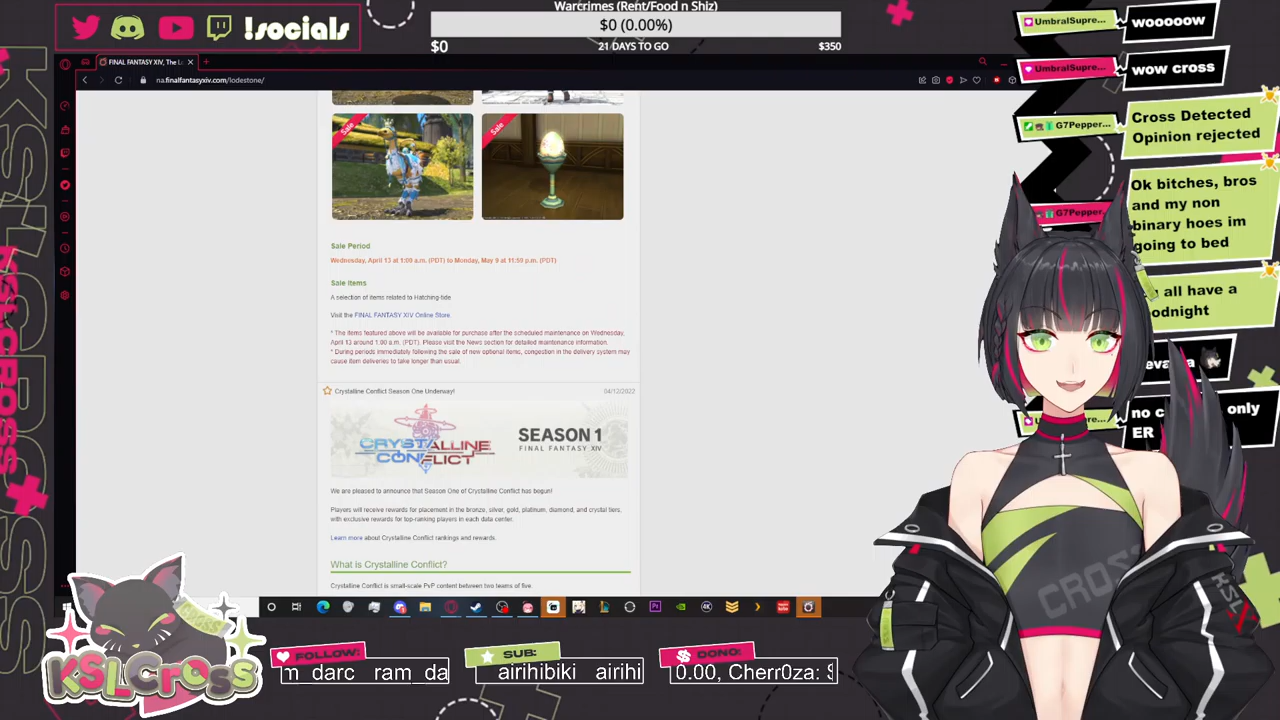 Warcrimes (Rent/Food n Shiz)
$0 (0.00%)
$0
21 DAYS TO GO
$350
!socials
FINAL FANTASY XIV, The L
na.finalfantasyxiv.com/lodestone/
Sale
Sale
Sale Period
Wednesday, April 13 at 1:00 a.m. (PDT) to Monday, May 9 at 11:59 p.m. (PDT)
Sale Items
A selection of items related to Hatching-tide
Visit the FINAL FANTASY XIV Online Store.
* The items featured above will be available for purchase after the scheduled maintenance on Wednesday,
April 13 around 1:00 a.m. (PDT). Please visit the News section for detailed maintenance information.
* During periods immediately following the sale of new optional items, congestion in the delivery system may
cause item deliveries to take longer than usual.
Crystalline Conflict Season One Underway!
04/12/2022
CRYSTALLINE
CONFLICT
SEASON 1
FINAL FANTASY XIV
We are pleased to announce that Season One of Crystalline Conflict has begun!
Players will receive rewards for placement in the bronze, silver, gold, platinum, diamond, and crystal tiers,
with exclusive rewards for top-ranking players in each data center.
Learn more about Crystalline Conflict rankings and rewards.
What is Crystalline Conflict?
Crystalline Conflict is small-scale PvP content between two teams of five.
UmbralSupre...
wooooow
UmbralSupre...
wow cross
G7Pepper...
Cross Detected
Opinion rejected
G7Pepper...
Ok bitches, bros
and my non
binary hoes im
going to bed
all have a
oodnight
no c
only
ER
CROSS
KSLCROSS
FOLLOW:
m_darc ram_da
SUB:
airihibiki airihi
DONO:
0.00, Cherr0za: $